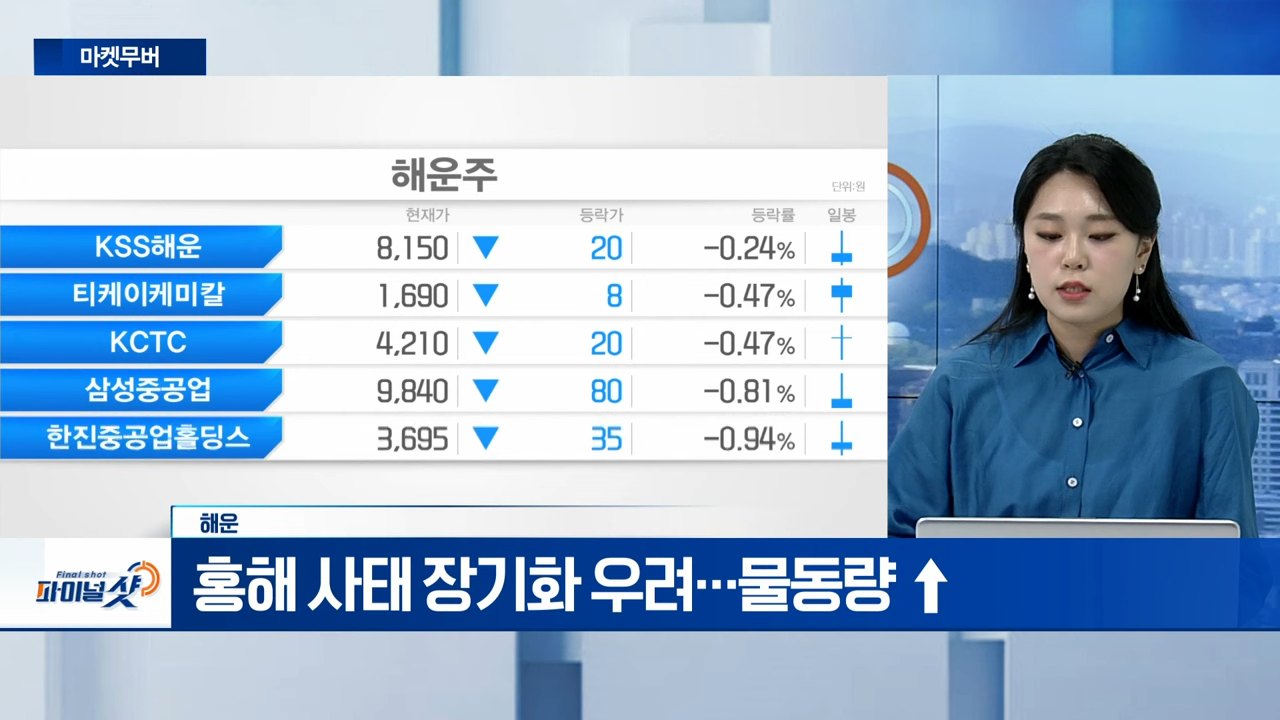 마켓무버
해운주
단위:원
현재가 등락가 등락률 일봉
KSS해운 8,150 ▼ 20 -0.24%
티케이케미칼 1,690 ▼ 8 -0.47%
KCTC 4,210 ▼ 20 -0.47%
삼성중공업 9,840 ▼ 80 -0.81%
한진중공업홀딩스 3,695 ▼ 35 -0.94%
해운
Final shot
파이널샷
홍해 사태 장기화 우려…물동량 ↑